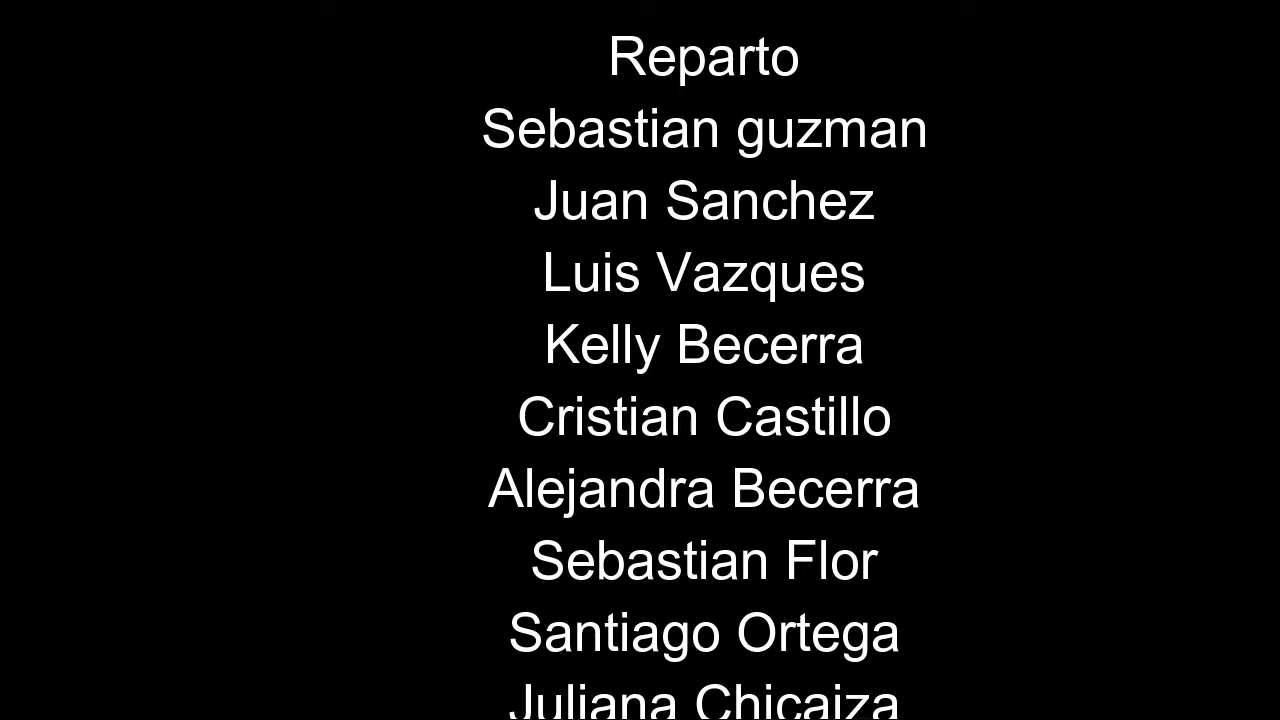 Reparto
Sebastian guzman
Juan Sanchez
Luis Vazques
Kelly Becerra
Cristian Castillo
Alejandra Becerra
Sebastian Flor
Santiago Ortega
Juliana Chicaiza